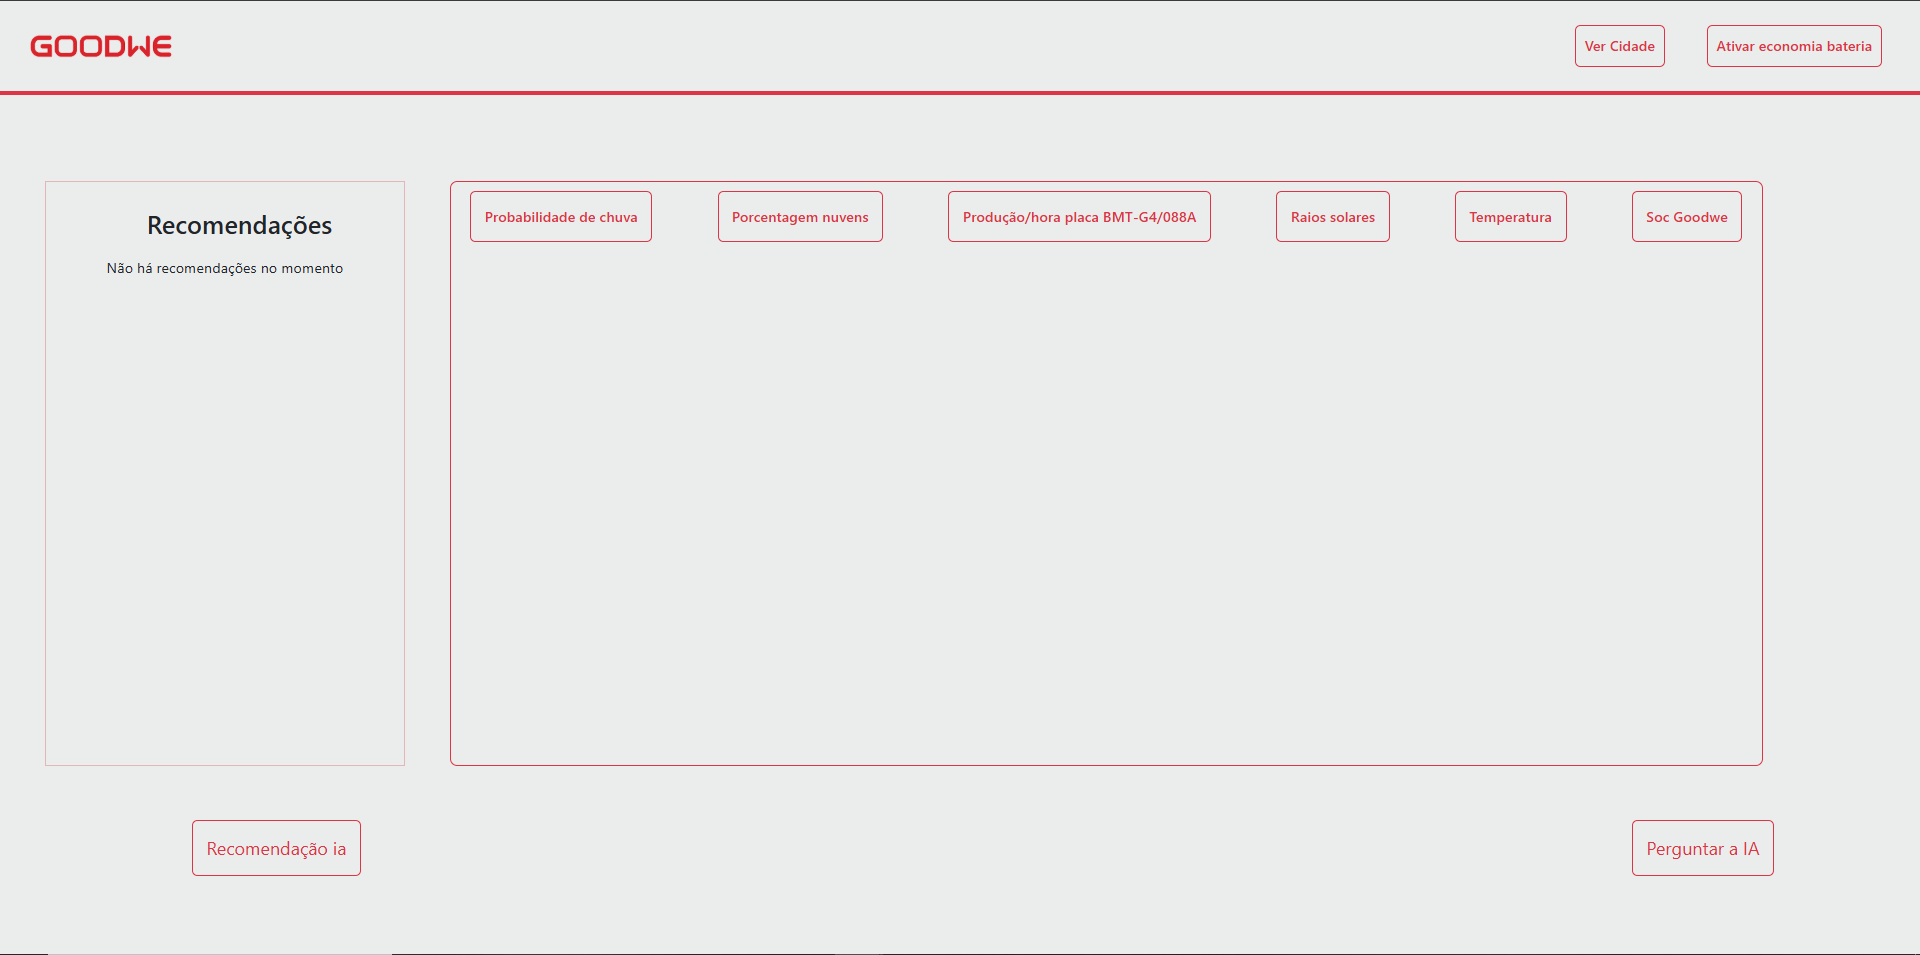 GOODWE
Ver Cidade
Ativar economia bateria
Recomendações
Não há recomendações no momento
Probabilidade de chuva
Porcentagem nuvens
Produção/hora placa BMT-G4/088A
Raios solares
Temperatura
Soc Goodwe
Recomendação ia
Perguntar a IA